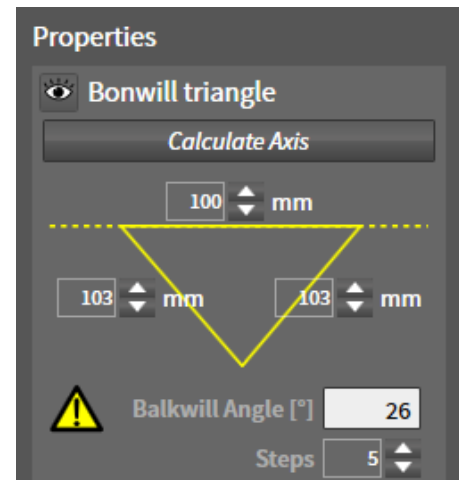 Properties
Bonwill triangle
Calculate Axis
100 mm
103 mm 103 mm
Balkwill Angle [°] 26
Steps 5